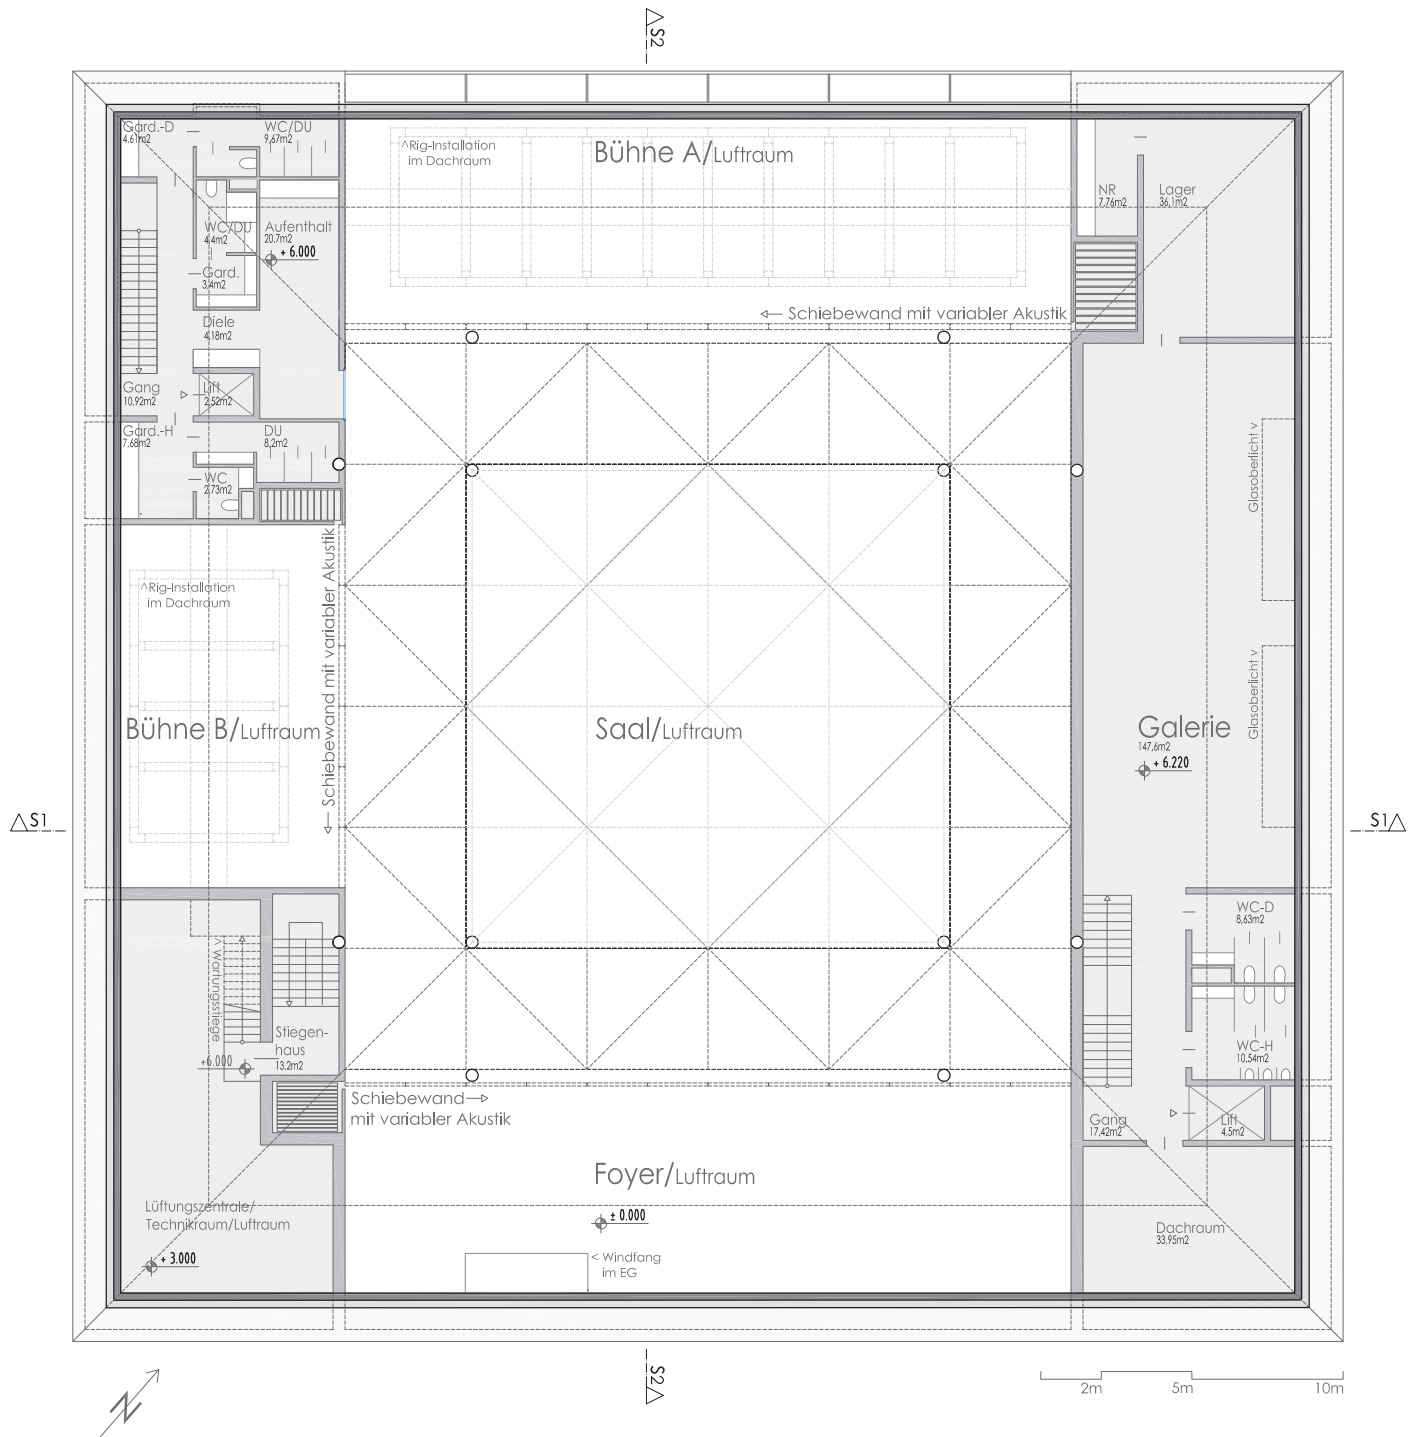 S2
Gard.-D
4,61m2
WC/DU
9,67m2
^Rig-Installation
im Dachraum
Bühne A/Luftraum
NR
7,76m2
Lager
36,1m2
WC/DU
4,4m2
Aufenthalt
20,7m2
+ 6.000
Gard.
3,4m2
Diele
4,18m2
Schiebewand mit variabler Akustik
Gang
10,92m2
Lift
2,52m2
Gard.-H
7,68m2
DU
8,2m2
WC
2,73m2
Glasoberlicht v
Schiebewand mit variabler Akustik
^Rig-Installation
im Dachraum
Glasoberlicht v
Bühne B/Luftraum
Saal/Luftraum
Galerie
147,6m2
+ 6.220
S1
S1
WC-D
8,63m2
^ Wartungsstiege
Stiegen-
haus
13,2m2
+6.000
WC-H
10,54m2
Schiebewand
mit variabler Akustik
Gang
17,42m2
Lift
4,5m2
Foyer/Luftraum
± 0.000
Lüftungszentrale/
Technikraum/Luftraum
+ 3.000
Dachraum
33,95m2
< Windfang
im EG
N
S2
2m
5m
10m